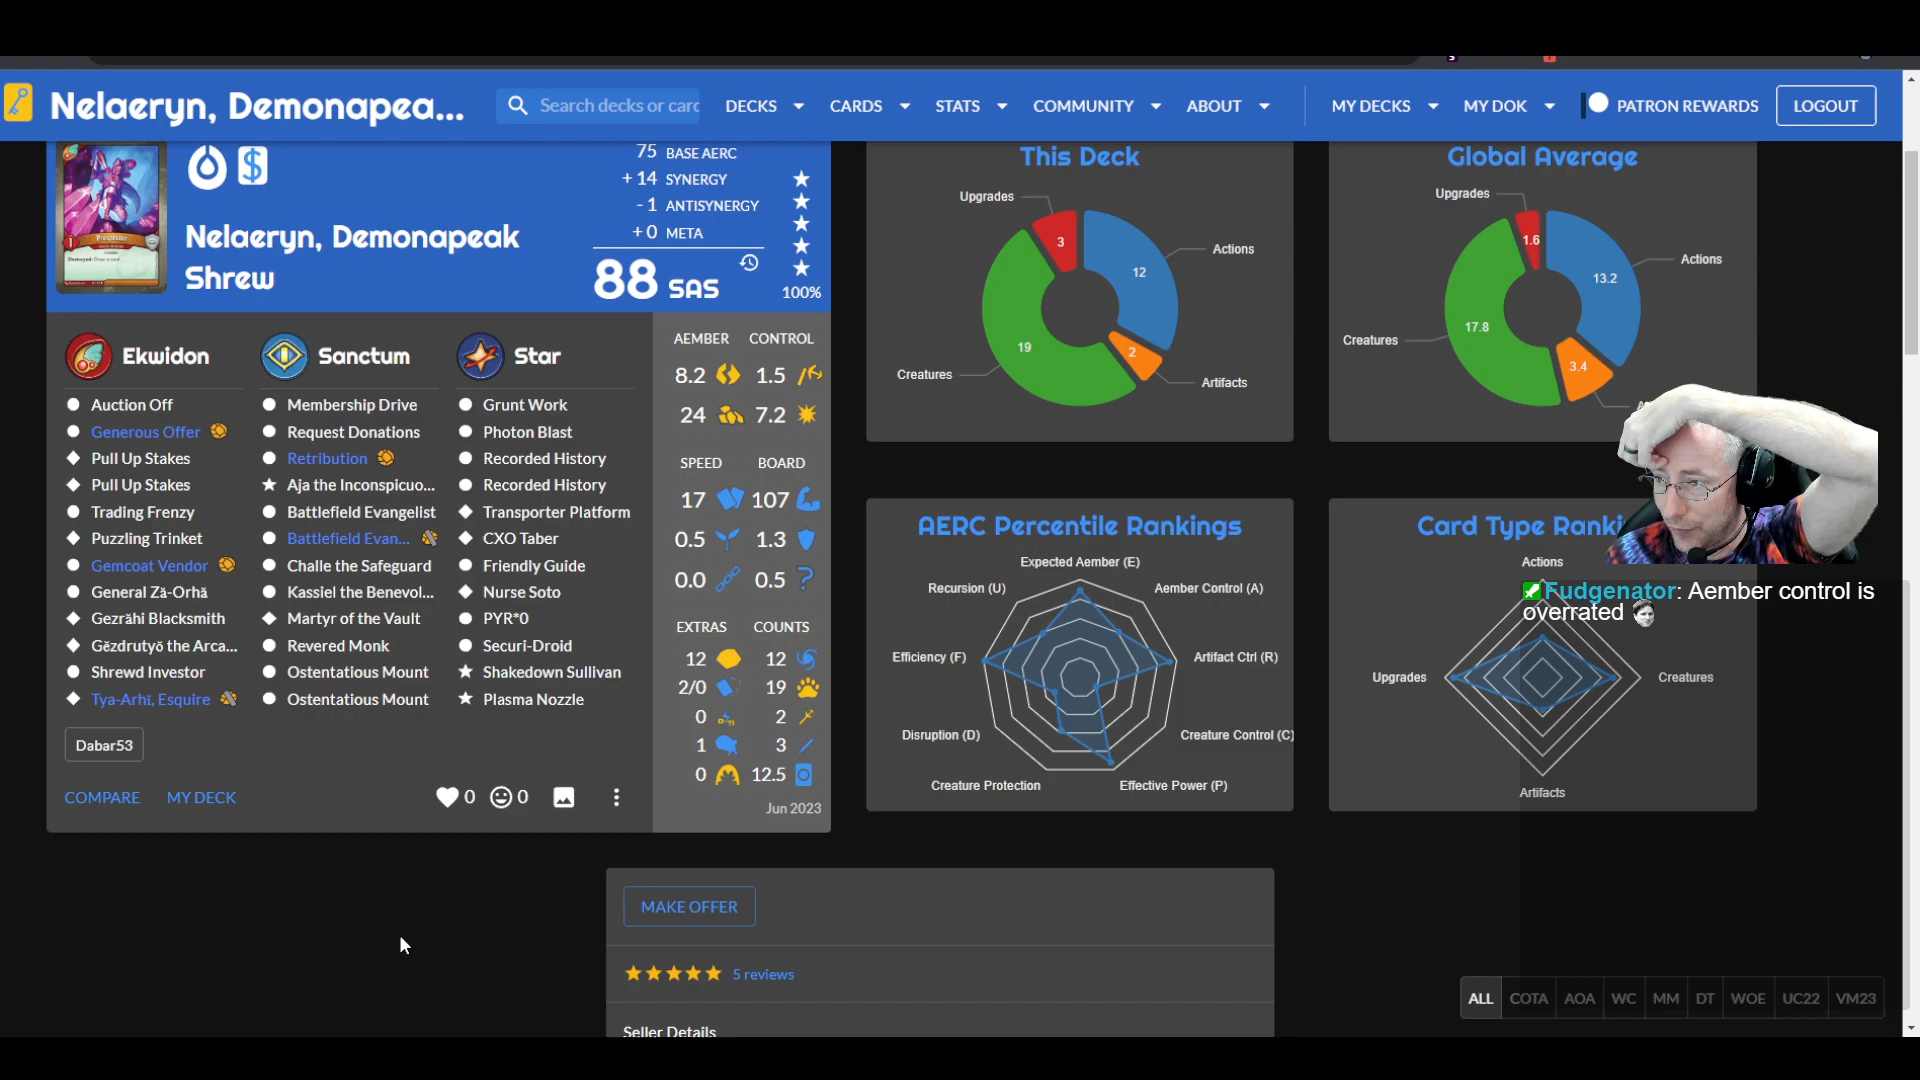 Nelaeryn, Demonapea...
Search decks or card
DECKS
CARDS
STATS
COMMUNITY
ABOUT
MY DECKS
MY DOK
PATRON REWARDS
LOGOUT
75 BASE AERC
+ 14 SYNERGY
- 1 ANTISYNERGY
+ 0 META
88 SAS
100%
Nelaeryn, Demonapeak
Shrew
Ekwidon
Auction Off
Generous Offer
Pull Up Stakes
Pull Up Stakes
Trading Frenzy
Puzzling Trinket
Gemcoat Vendor
General Ză-Orhă
Gezrăhi Blacksmith
Gĕzdrutyŏ the Arca...
Shrewd Investor
Tya-Arhĭ, Esquire
Sanctum
Membership Drive
Request Donations
Retribution
Aja the Inconspicuo...
Battlefield Evangelist
Battlefield Evan...
Challe the Safeguard
Kassiel the Benevol...
Martyr of the Vault
Revered Monk
Ostentatious Mount
Ostentatious Mount
Star
Grunt Work
Photon Blast
Recorded History
Recorded History
Transporter Platform
CXO Taber
Friendly Guide
Nurse Soto
PYR*0
Securi-Droid
Shakedown Sullivan
Plasma Nozzle
Dabar53
COMPARE
MY DECK
0
0
AEMBER CONTROL
8.2 1.5
24 7.2
SPEED BOARD
17 107
0.5 1.3
0.0 0.5 ?
EXTRAS COUNTS
12 12
2/0 19
0 2
1 3
0 12.5
Jun 2023
This Deck
Upgrades
3
Actions
12
19
2
Creatures
Artifacts
Global Average
Upgrades
1.6
Actions
13.2
17.8
Creatures
3.4
AERC Percentile Rankings
Expected Aember (E)
Recursion (U)
Aember Control (A)
Efficiency (F)
Artifact Ctrl (R)
Disruption (D)
Creature Control (C)
Creature Protection
Effective Power (P)
Card Type Ranki
Actions
Upgrades
Creatures
Artifacts
Fudgenator: Aember control is
overrated
MAKE OFFER
5 reviews
Seller Details
ALL COTA AOA WC MM DT WOE UC22 VM23